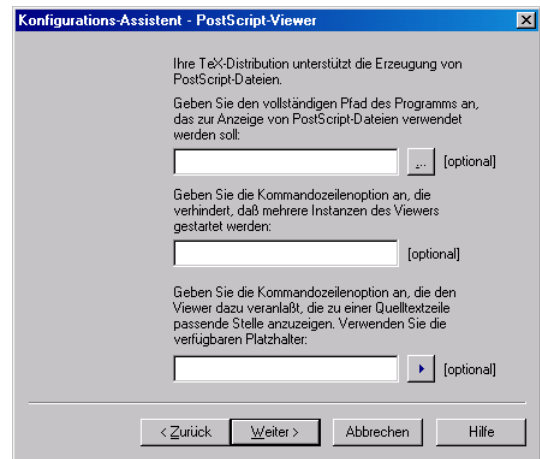 Konfigurations-Assistent - PostScript-Viewer
Ihre TeX-Distribution unterstützt die Erzeugung von
PostScript-Dateien.
Geben Sie den vollständigen Pfad des Programms an,
das zur Anzeige von PostScript-Dateien verwendet
werden soll:
... [optional]
Geben Sie die Kommandozeilenoption an, die
verhindert, daß mehrere Instanzen des Viewers
gestartet werden:
[optional]
Geben Sie die Kommandozeilenoption an, die den
Viewer dazu veranlaßt, die zu einer Quelltextzeile
passende Stelle anzuzeigen. Verwenden Sie die
verfügbaren Platzhalter:
[optional]
< Zurück Weiter > Abbrechen Hilfe